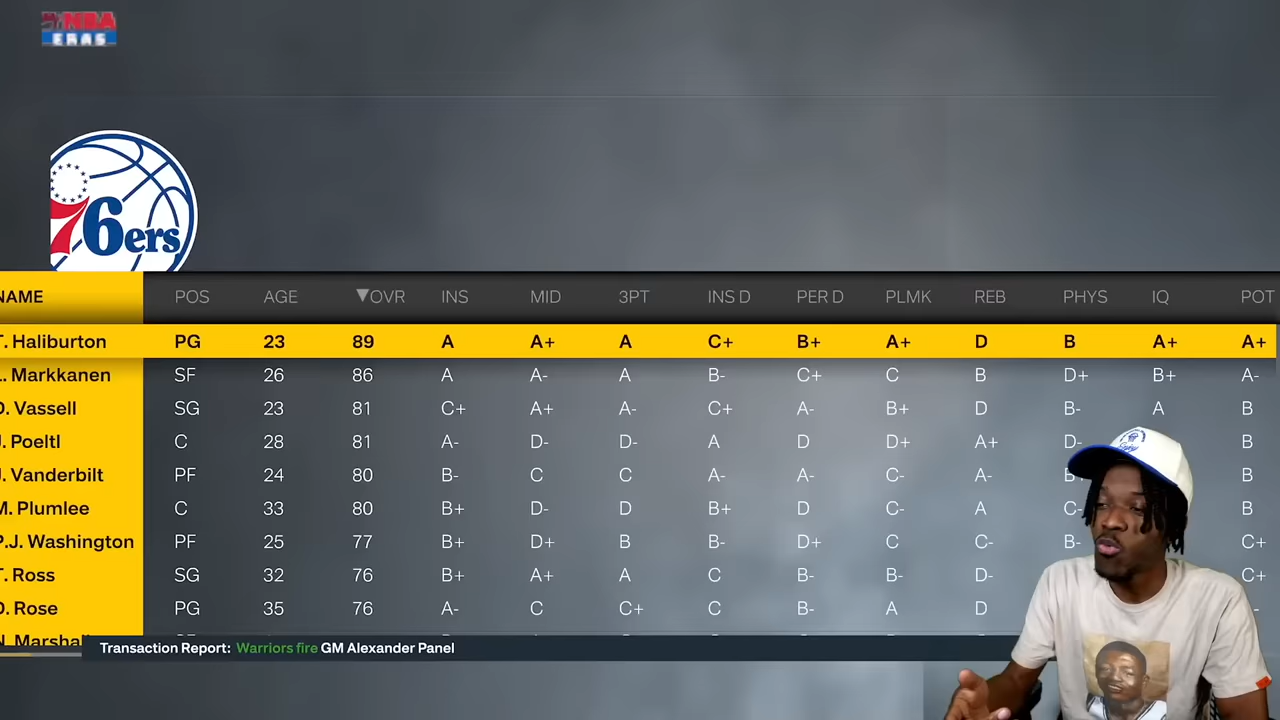 NBA
ERAS
76ers
NAME POS AGE ▼OVR INS MID 3PT INS D PER D PLMK REB PHYS IQ POT
T. Haliburton PG 23 89 A A+ A C+ B+ A+ D B A+ A+
L. Markkanen SF 26 86 A A- A B- C+ C B D+ B+ A-
D. Vassell SG 23 81 C+ A+ A- C+ A- B+ D B- A B
J. Poeltl C 28 81 A- D- D- A D D+ A+ D- B
J. Vanderbilt PF 24 80 B- C C A- A- C- A- B
M. Plumlee C 33 80 B+ D- D B+ D C- A C- B
P.J. Washington PF 25 77 B+ D+ B B- D+ C C- B- C+
T. Ross SG 32 76 B+ A+ A C B- B- D- C+
D. Rose PG 35 76 A- C C+ C B- A D
N. Marshall
Transaction Report: Warriors fire GM Alexander Panel